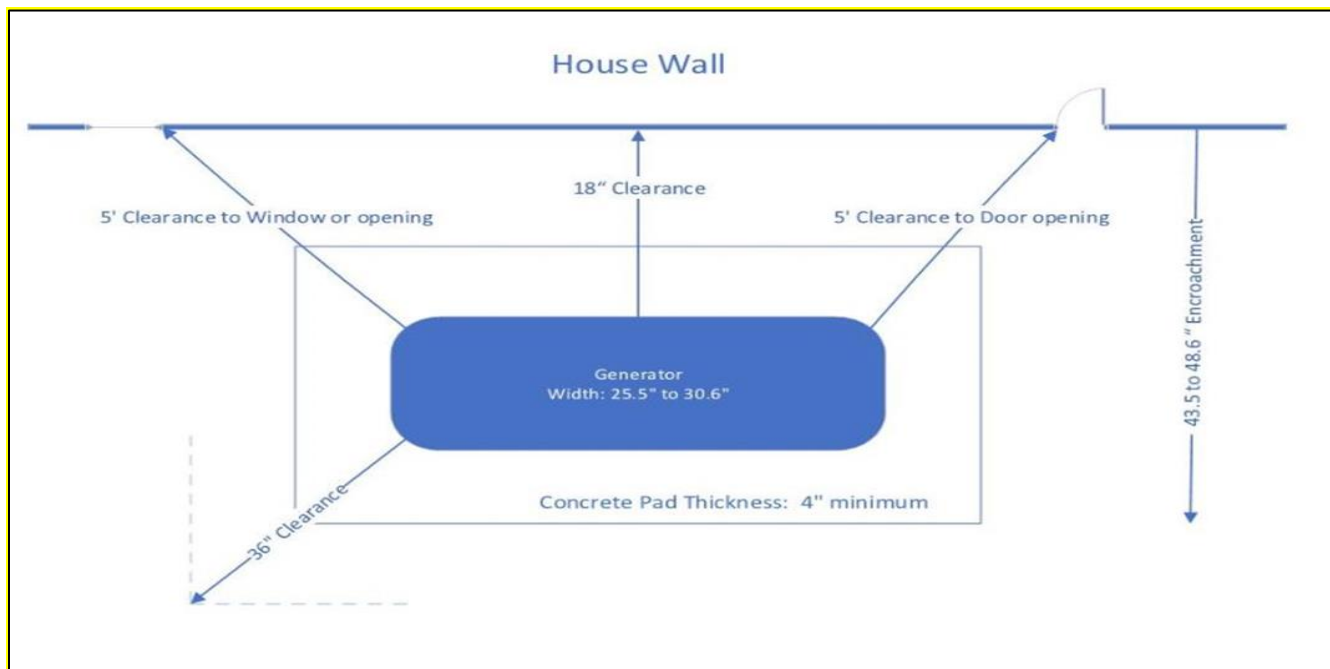 House Wall
18“ Clearance
5' Clearance to Window or opening
5' Clearance to Door opening
43.5 to 48.6 “ Encroachment
Generator
Width: 25.5" to 30.6"
Concrete Pad Thickness: 4" minimum
36" Clearance